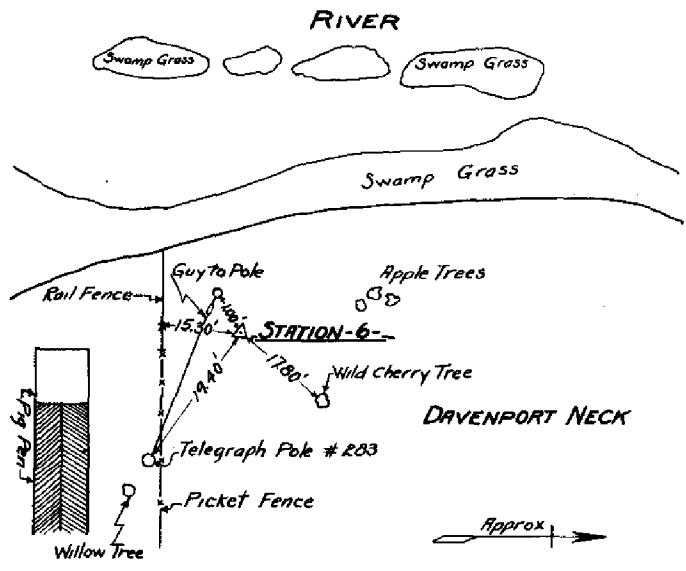 RIVER
Swamp Grass
Swamp Grass
Swamp Grass
Guy to Pole
Apple Trees
Rail Fence
15.30'
STATION-6-
19.40'
17.80'
Wild Cherry Tree
Pig Pen
DAVENPORT NECK
Telegraph Pole # 283
Picket Fence
Approx
Willow Tree